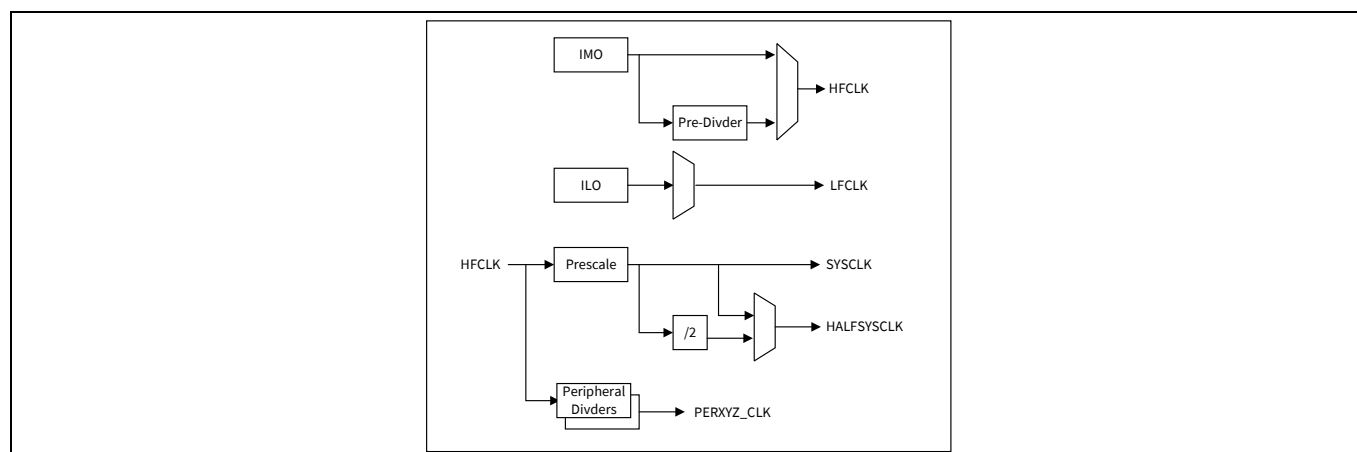 IMO
HFCLK
Pre-Divder
ILO
LFCLK
HFCLK
Prescale
SYSCLK
/2
HALFSYSCLK
Peripheral
Divders
PERXYZ_CLK